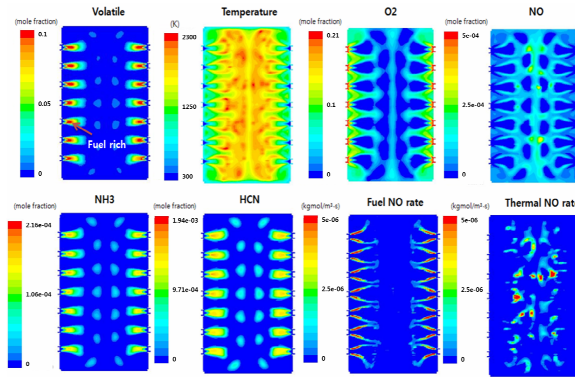 Volatile
Temperature
O2
NO
(mole fraction)
(K)
(mole fraction)
(mole fraction)
0.1
0.05
0
Fuel rich
2300
1250
300
0.21
0.1
0
5e-04
2.5e-04
0
NH3
HCN
Fuel NO rate
Thermal NO rate
(mole fraction)
(mole fraction)
(kgmol/m³-s)
(kgmol/m³-s)
2.16e-04
1.06e-04
0
1.94e-03
9.71e-04
0
5e-06
2.5e-06
0
5e-06
2.5e-06
0